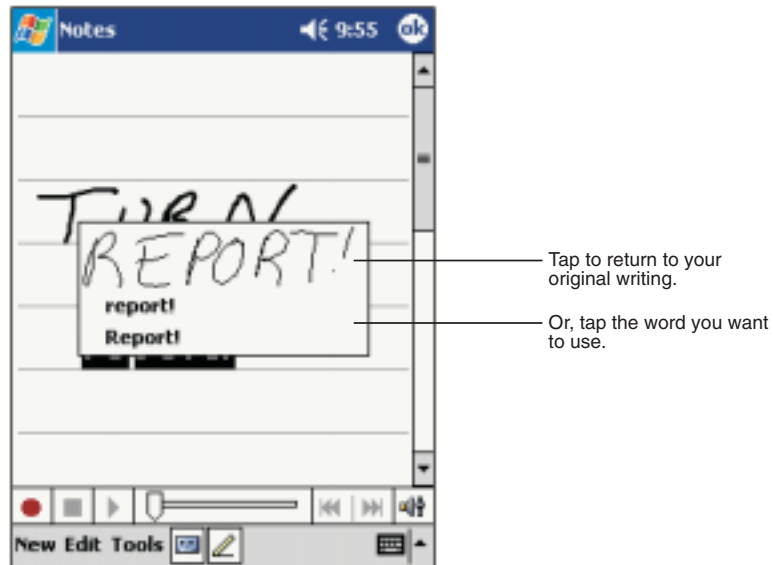 Notes 9:55 ok
TURN
REPORT!
Tap to return to your
original writing.
report!
Report!
Or, tap the word you want
to use.
New Edit Tools